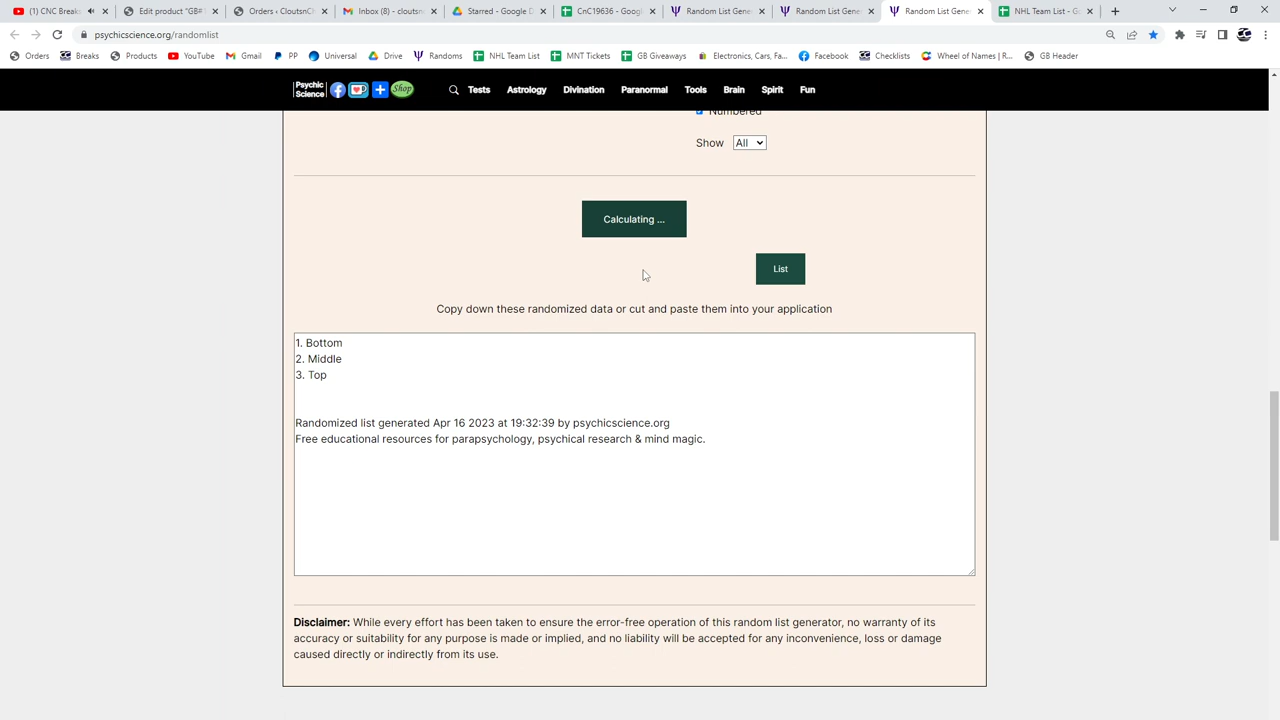 (1) CNC Break
Edit product "GB#
Orders ‹ CloutsnCh
Inbox (8) - cloutsn
Starred - Google D
CnC19636 - Googl
Random List Gene
Random List Gene
Random List Gene
NHL Team List - G
psychicscience.org/randomlist
Orders
Breaks
Products
YouTube
Gmail
PP
Universal
Drive
Randoms
NHL Team List
MNT Tickets
GB Giveaways
Electronics, Cars, Fa...
Facebook
Checklists
Wheel of Names | R...
GB Header
Psychic
Science
Shop
Tests
Astrology
Divination
Paranormal
Tools
Brain
Spirit
Fun
Numbered
Show All
Calculating ...
List
Copy down these randomized data or cut and paste them into your application
1. Bottom
2. Middle
3. Top
Randomized list generated Apr 16 2023 at 19:32:39 by psychicscience.org
Free educational resources for parapsychology, psychical research & mind magic.
Disclaimer: While every effort has been taken to ensure the error-free operation of this random list generator, no warranty of its
accuracy or suitability for any purpose is made or implied, and no liability will be accepted for any inconvenience, loss or damage
caused directly or indirectly from its use.